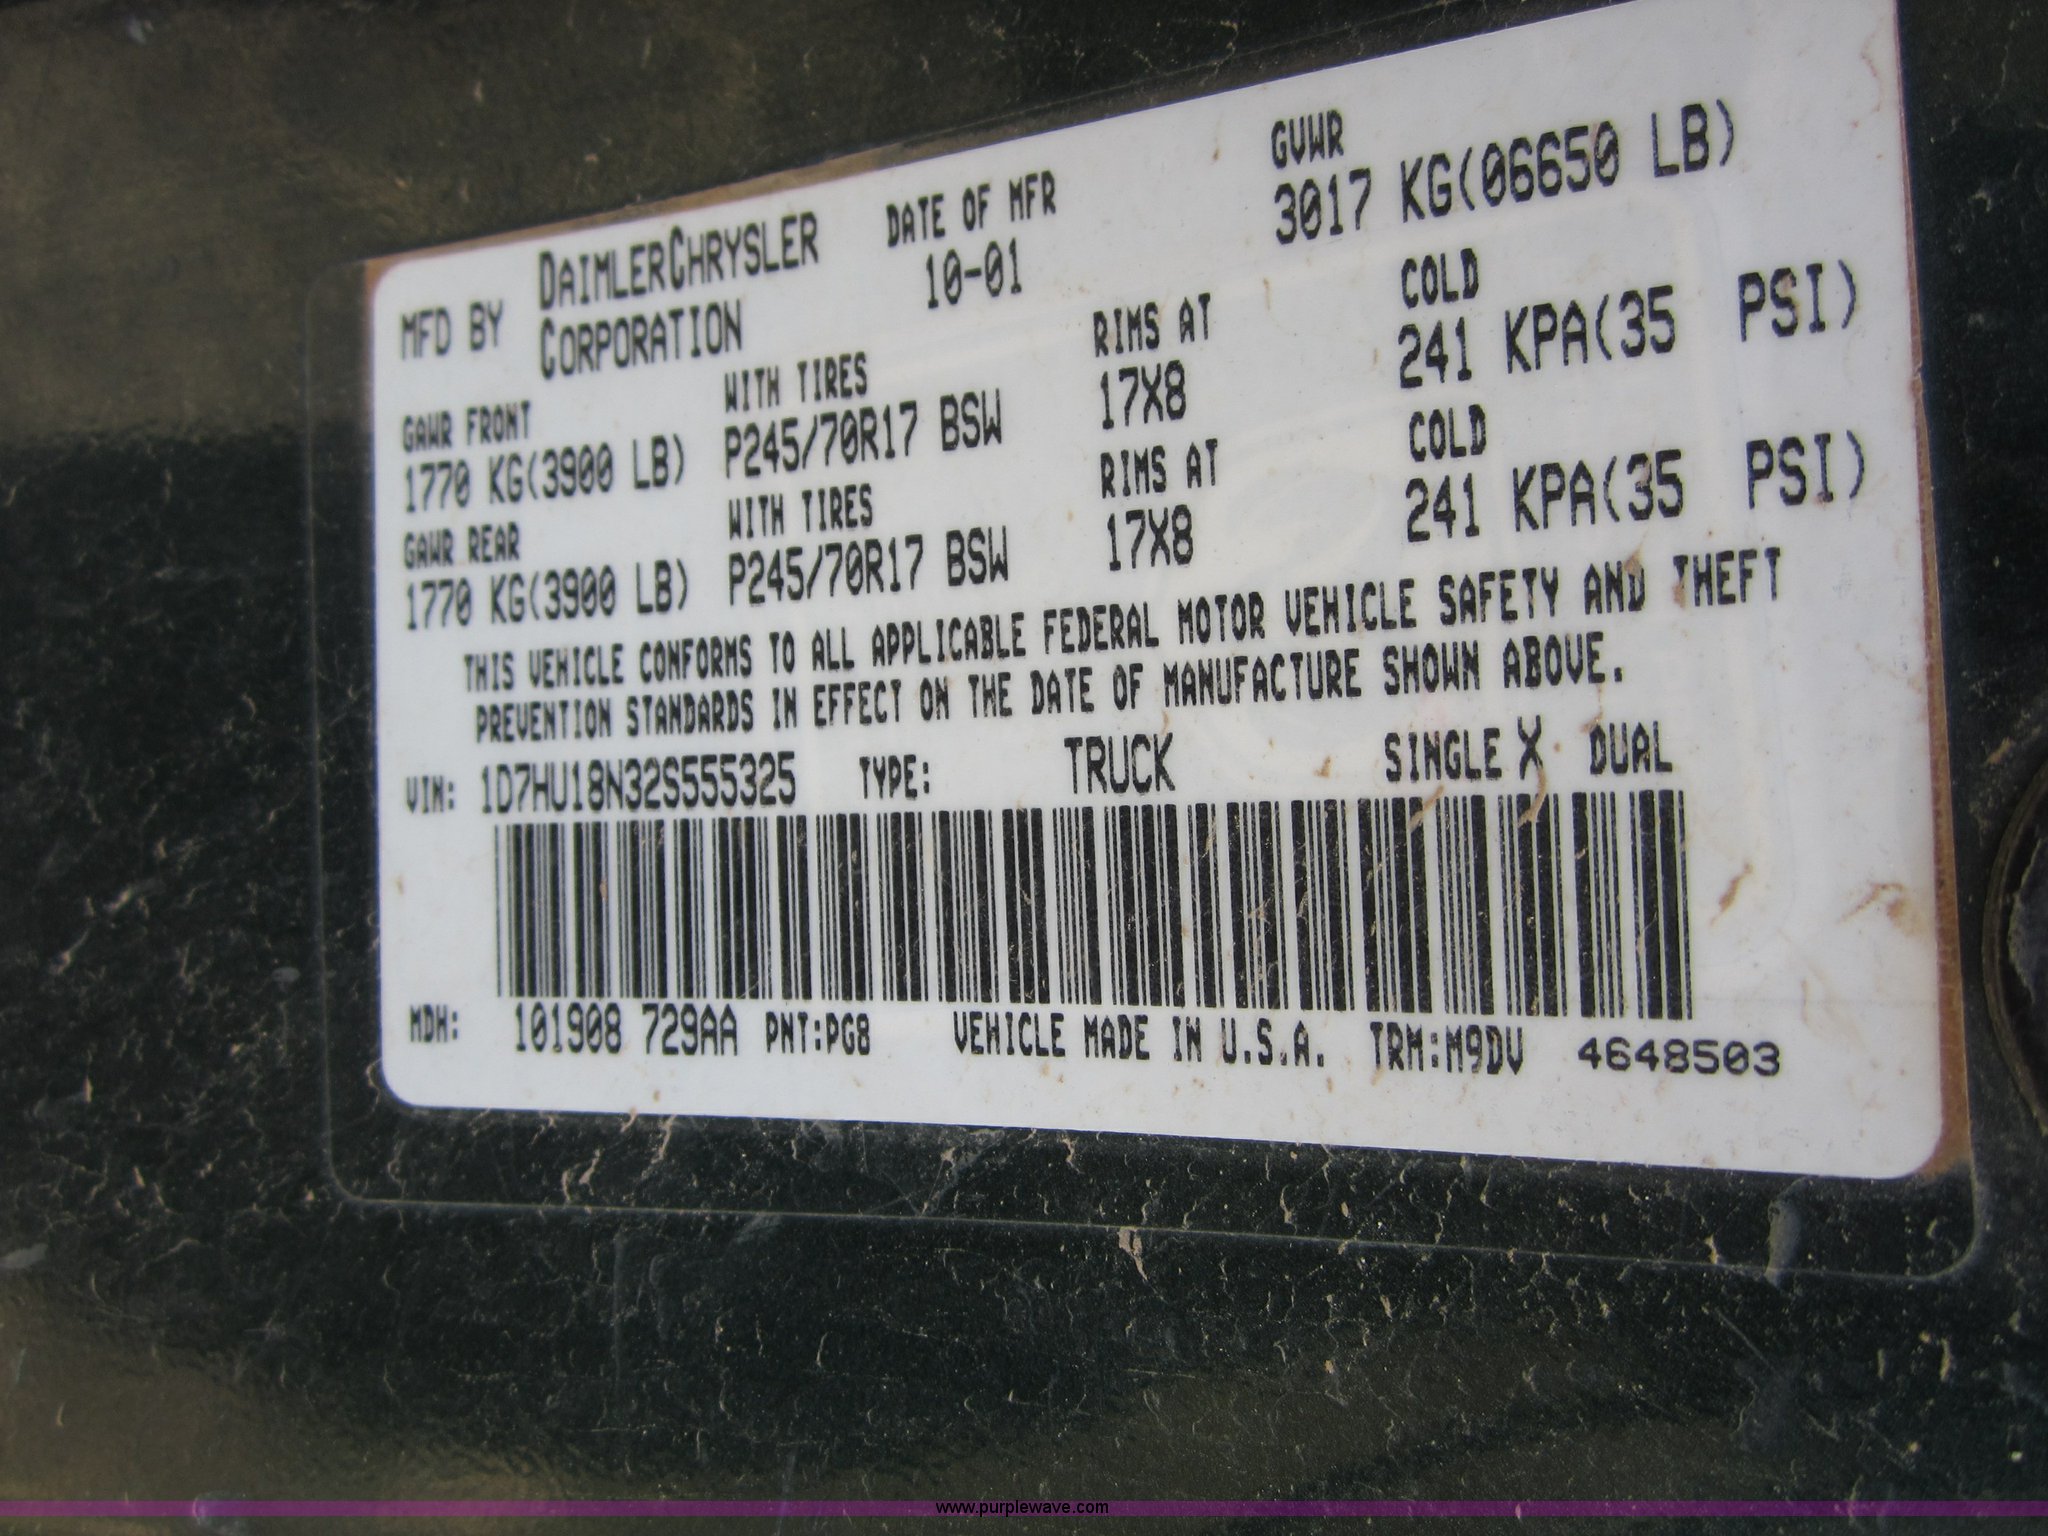 MFD BY DAIMLERCHRYSLER CORPORATION
DATE OF MFR
10-01
GVWR
3017 KG(06650 LB)
GAWR FRONT WITH TIRES RIMS AT COLD
1770 KG(3900 LB) P245/70R17 BSW 17X8 241 KPA(35 PSI)
GAWR REAR WITH TIRES RIMS AT COLD
1770 KG(3900 LB) P245/70R17 BSW 17X8 241 KPA(35 PSI)
THIS VEHICLE CONFORMS TO ALL APPLICABLE FEDERAL MOTOR VEHICLE SAFETY AND THEFT
PREVENTION STANDARDS IN EFFECT ON THE DATE OF MANUFACTURE SHOWN ABOVE.
VIN: 1D7HU18N32S555325 TYPE: TRUCK SINGLE X DUAL
MDH: 101908 729AA PNT:PG8 VEHICLE MADE IN U.S.A. TRM:M9DV 4648503
www.purplewave.com